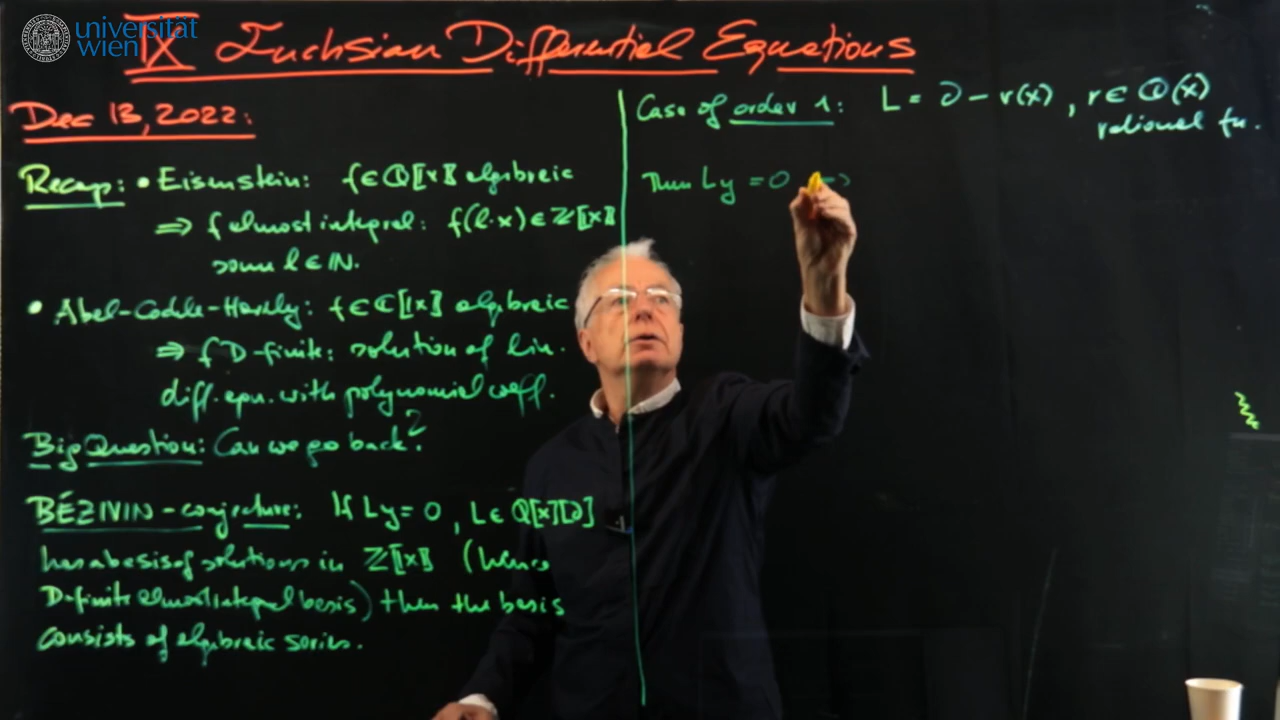 universität
wien
IX Fuchsian Differential Equations
Dec 13, 2022:
Recap: • Eisenstein: f ∈ ℚ[[x]] algebraic
⇒ f almost integral: f(l·x) ∈ ℤ[[x]]
some l ∈ ℕ.
• Abel-Cockle-Harley: f ∈ ℂ[[x]] algebraic
⇒ f D-finite: solution of lin.
diff. eqn. with polynomial coeff.
Big Question: Can we go back?
BÉZIVIN-conjecture: If Ly=0, L ∈ ℚ[x][∂]
has a basis of solutions in ℤ[[x]] (hence
D-finite almost integral basis) then the basis
consists of algebraic series.
Case of order 1: L = ∂ - r(x), r ∈ ℚ(x)
rational fu.
Then Ly = 0